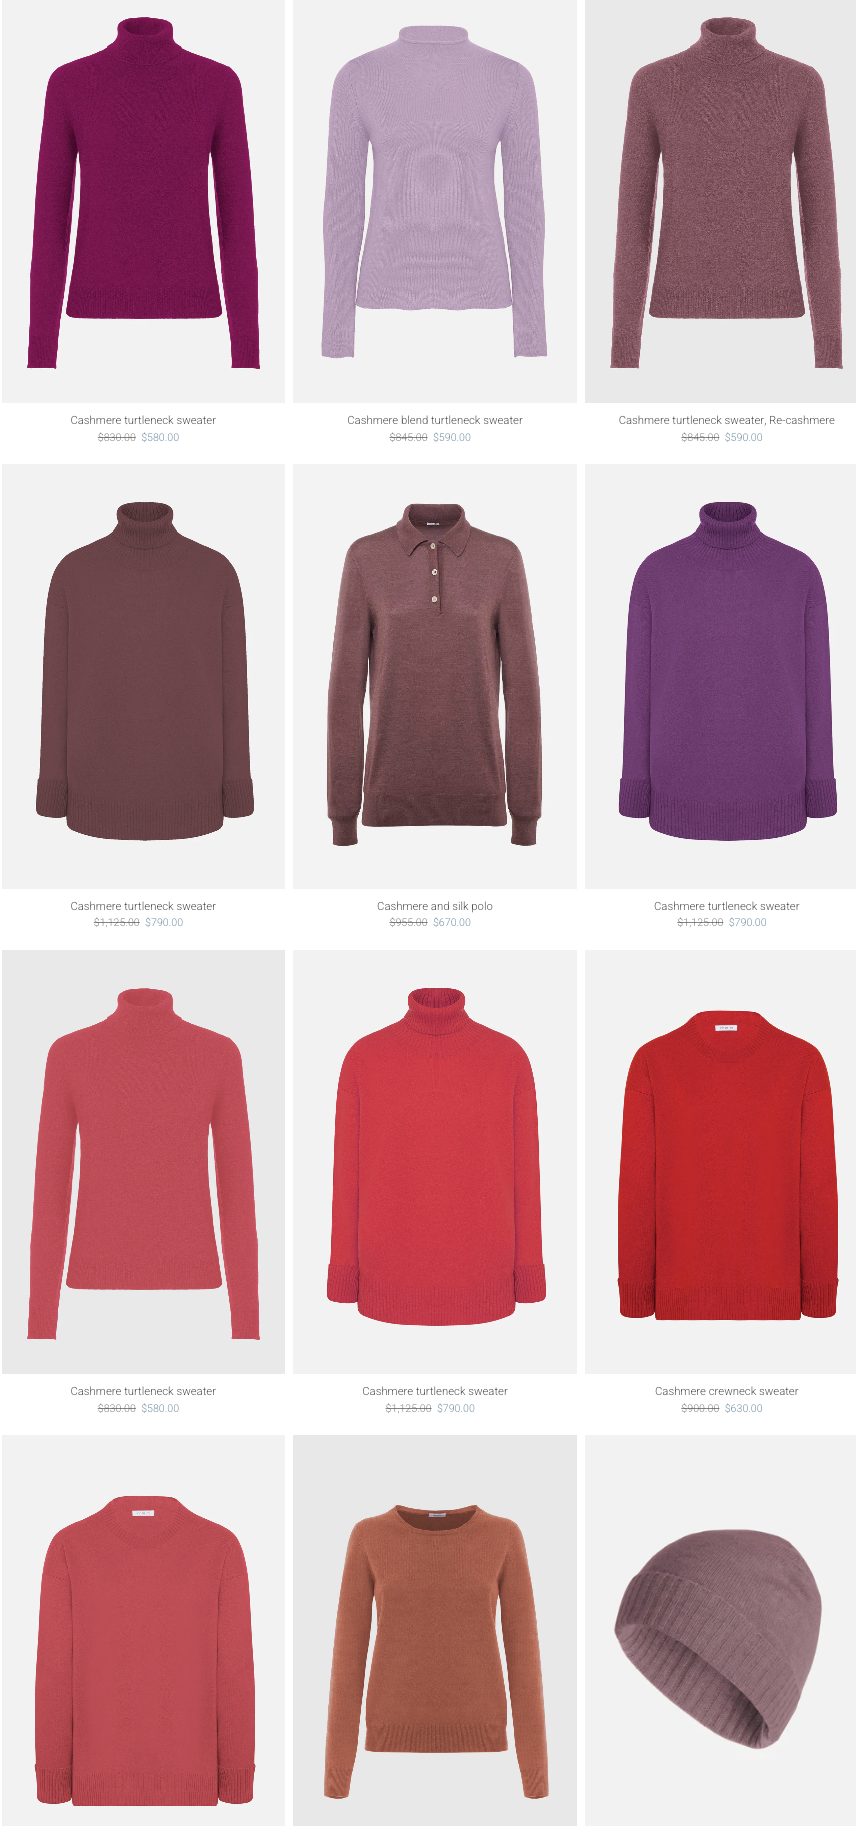 Cashmere turtleneck sweater
$830.00 $580.00
Cashmere blend turtleneck sweater
$845.00 $590.00
Cashmere turtleneck sweater, Re-cashmere
$845.00 $590.00
Cashmere turtleneck sweater
$1,125.00 $790.00
Cashmere and silk polo
$955.00 $670.00
Cashmere turtleneck sweater
$1,125.00 $790.00
Cashmere turtleneck sweater
$830.00 $580.00
Cashmere turtleneck sweater
$1,125.00 $790.00
Cashmere crewneck sweater
$900.00 $630.00